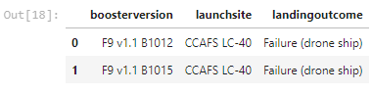 Out[18]:
boosterversion launchsite landingoutcome
0 F9 v1.1 B1012 CCAFS LC-40 Failure (drone ship)
1 F9 v1.1 B1015 CCAFS LC-40 Failure (drone ship)